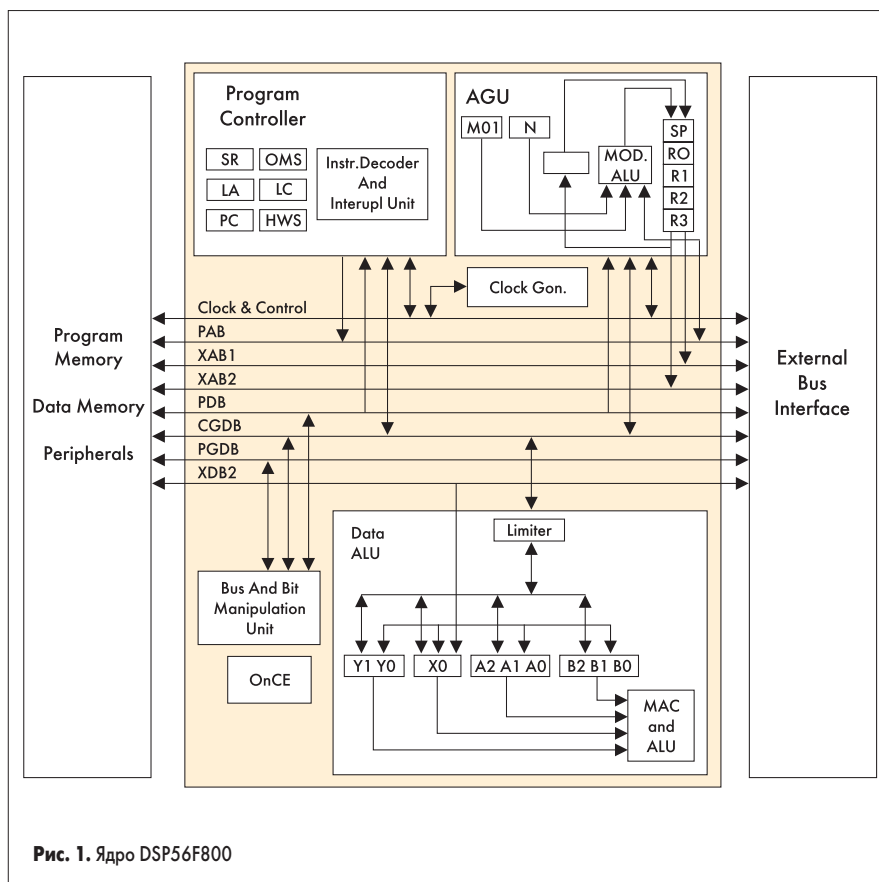 Program
Controller
SR OMS
LA LC
PC HWS
Instr.Decoder
And
Interupl Unit
AGU
M01 N
MOD.
ALU
SP
RO
R1
R2
R3
Clock Gon.
Clock & Control
PAB
XAB1
XAB2
PDB
CGDB
PGDB
XDB2
Program
Memory
Data Memory
Peripherals
External
Bus
Interface
Data
ALU
Limiter
Bus And Bit
Manipulation
Unit
OnCE
Y1 Y0 X0 A2 A1 A0 B2 B1 B0
MAC
and
ALU
Рис. 1. Ядро DSP56F800